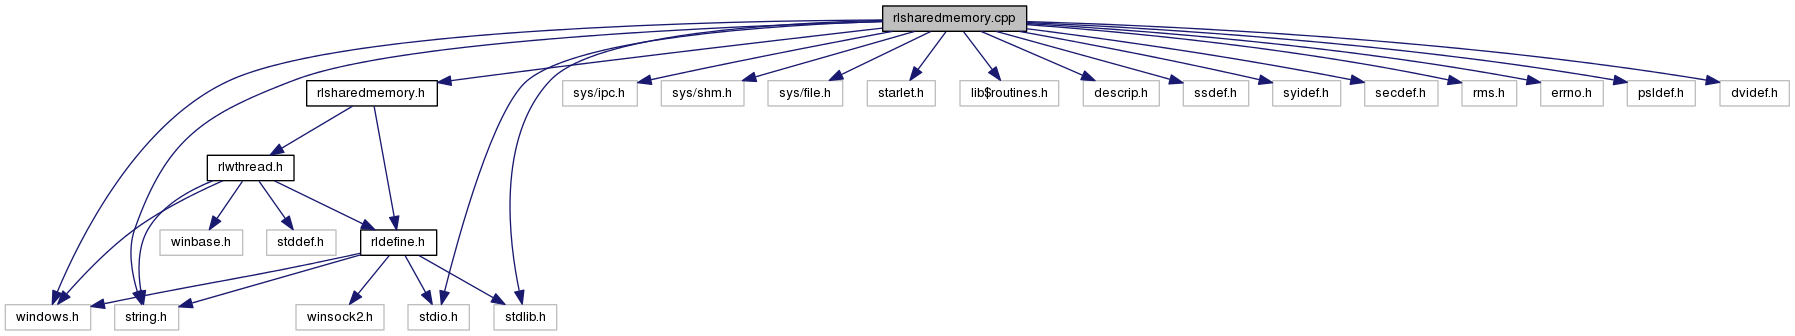 rlsharedmemory.cpp
rlsharedmemory.h
sys/ipc.h
sys/shm.h
sys/file.h
starlet.h
lib$routines.h
descrip.h
ssdef.h
syidef.h
secdef.h
rms.h
errno.h
psldef.h
dvidef.h
rlwthread.h
winbase.h
stddef.h
rldefine.h
windows.h
string.h
winsock2.h
stdio.h
stdlib.h